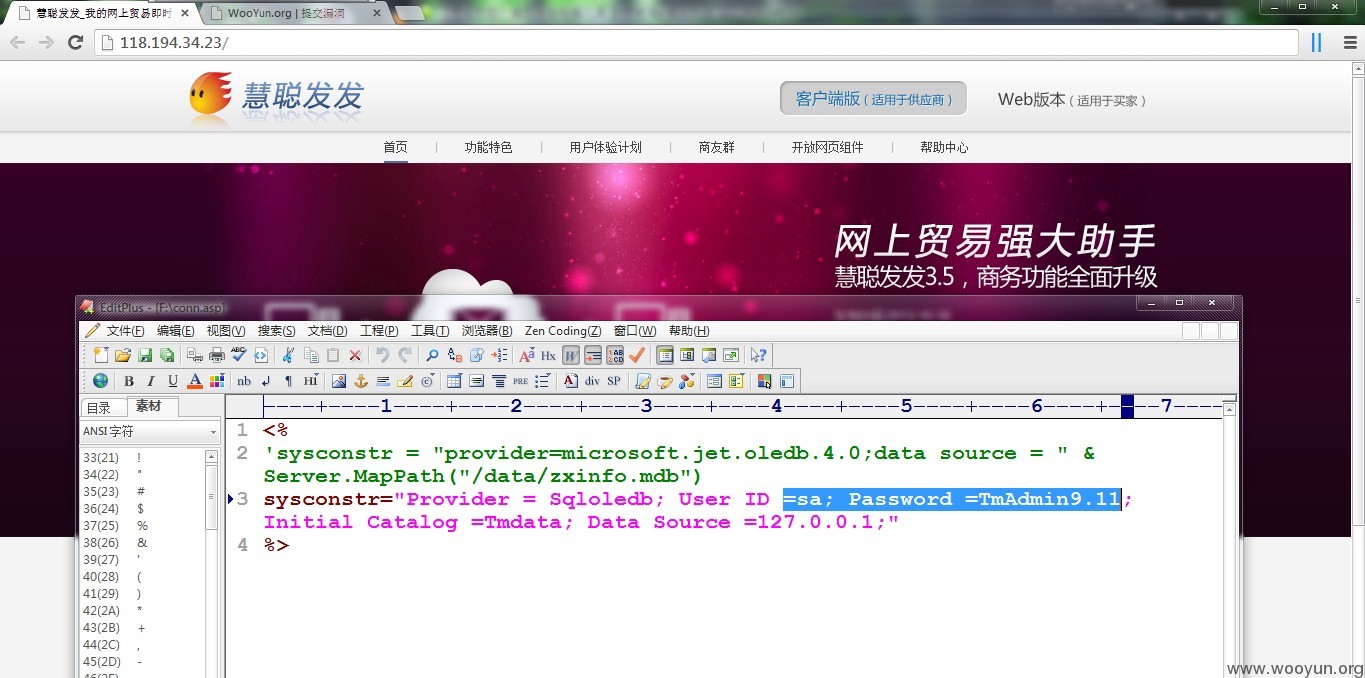 慧聪发发_我的网上贸易即时
WooYun.org | 提交漏洞
118.194.34.23/
慧聪发发
客户端版（适用于供应商）
Web版本（适用于买家）
首页 | 功能特色 | 用户体验计划 | 商友群 | 开放网页组件 | 帮助中心
网上贸易强大助手
慧聪发发3.5，商务功能全面升级
EditPlus - [F:\conn.asp]
文件(F) 编辑(E) 视图(V) 搜索(S) 文档(D) 工程(P) 工具(T) 浏览器(B) Zen Coding(Z) 窗口(W) 帮助(H)
B I U A nb ¶ HI PRE A div SP
目录 素材
ANSI 字符
----+----1----+----2----+----3----+----4----+----5----+----6----+----7----
33(21) !
34(22) "
35(23) #
36(24) $
37(25) %
38(26) &
39(27) '
40(28) (
41(29) )
42(2A) *
43(2B) +
44(2C) ,
45(2D) -
1 <%
2 'sysconstr = "provider=microsoft.jet.oledb.4.0;data source = " &
Server.MapPath("/data/zxinfo.mdb")
3 sysconstr="Provider = Sqloledb; User ID =sa; Password =TmAdmin9.11;
Initial Catalog =Tmdata; Data Source =127.0.0.1;"
4 %>
www.wooyun.org